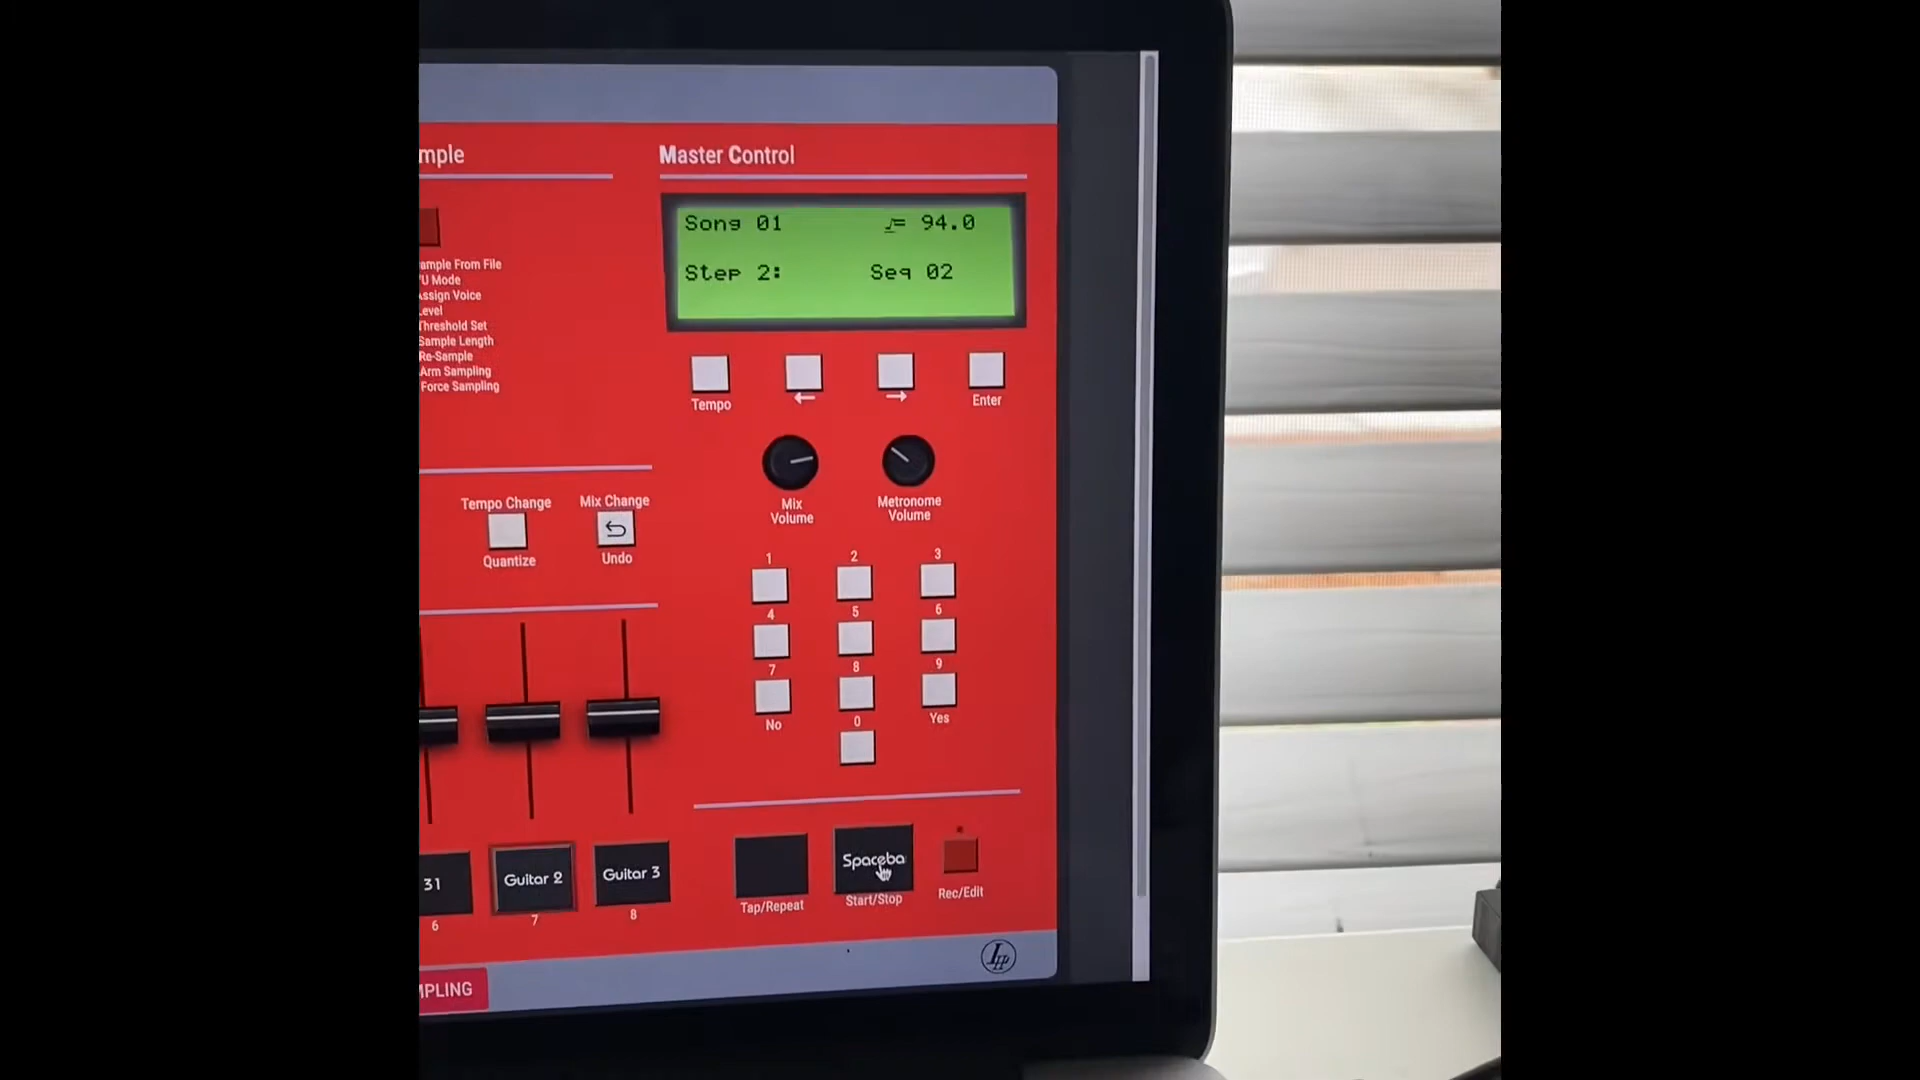 mple
Master Control
Song 01 ♪= 94.0
Step 2: Seq 02
ample From File
U Mode
Assign Voice
Level
Threshold Set
Sample Length
Re-Sample
Arm Sampling
Force Sampling
Tempo
←
→
Enter
Mix
Volume
Metronome
Volume
Tempo Change
Mix Change
Quantize
Undo
1
2
3
4
5
6
7
8
9
No
0
Yes
31
Guitar 2
Guitar 3
6
7
8
Spaceba
Tap/Repeat
Start/Stop
Rec/Edit
MPLING